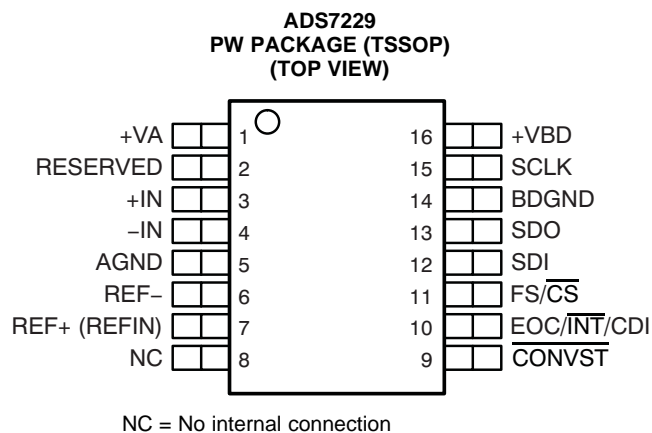 ADS7229
PW PACKAGE (TSSOP)
(TOP VIEW)
+VA 1 16 +VBD
RESERVED 2 15 SCLK
+IN 3 14 BDGND
−IN 4 13 SDO
AGND 5 12 SDI
REF− 6 11 FS/CS
REF+ (REFIN) 7 10 EOC/INT/CDI
NC 8 9 CONVST
NC = No internal connection